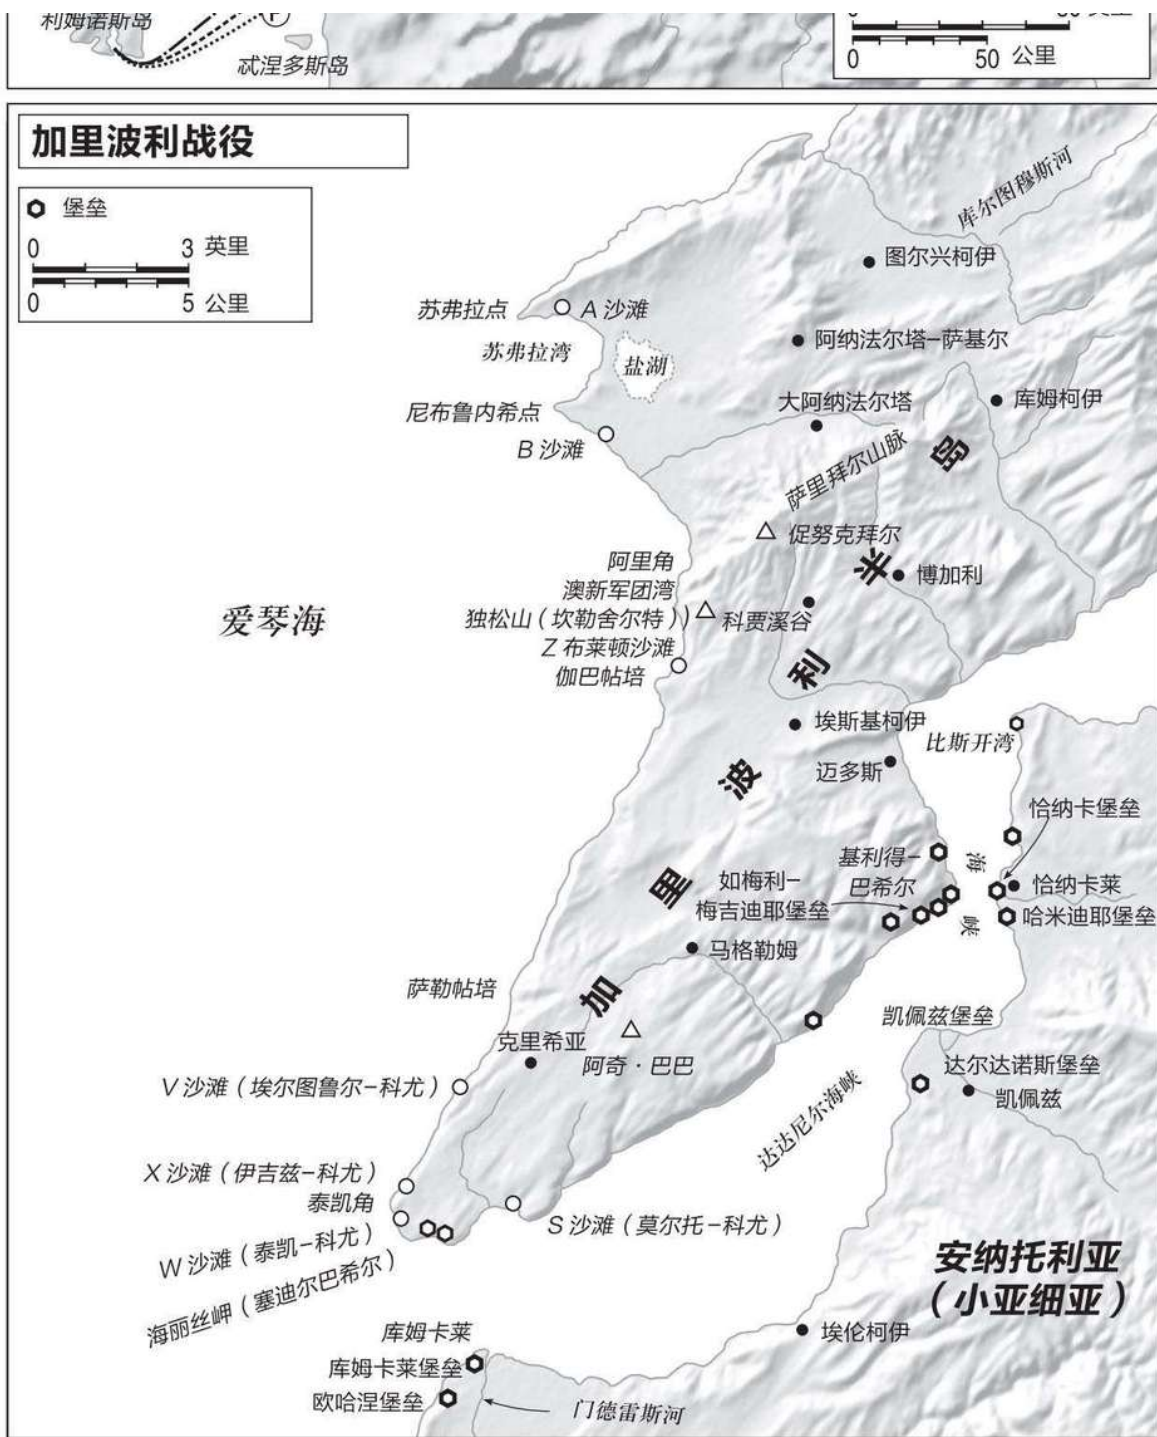 利姆诺斯岛
P
忒涅多斯岛
0 50 公里
加里波利战役
堡垒
0 3 英里
0 5 公里
库尔图穆斯河
图尔兴柯伊
苏弗拉点
A 沙滩
苏弗拉湾
盐湖
阿纳法尔塔-萨基尔
尼布鲁内希点
大阿纳法尔塔
库姆柯伊
B 沙滩
萨里拜尔山脉
促努克拜尔
阿里角
澳新军团湾
博加利
独松山（坎勒舍尔特））
科贾溪谷
爱琴海
Z 布莱顿沙滩
伽巴帖培
埃斯基柯伊
比斯开湾
迈多斯
恰纳卡堡垒
基利得-
巴希尔
海峡
如梅利-
梅吉迪耶堡垒
恰纳卡莱
哈米迪耶堡垒
马格勒姆
加里波利半岛
萨勒帖培
凯佩兹堡垒
克里希亚
阿奇·巴巴
达尔达诺斯堡垒
凯佩兹
V 沙滩（埃尔图鲁尔-科尤）
达达尼尔海峡
X 沙滩（伊吉兹-科尤）
泰凯角
S 沙滩（莫尔托-科尤）
W 沙滩（泰凯-科尤）
海丽丝岬（塞迪尔巴希尔）
安纳托利亚
（小亚细亚）
埃伦柯伊
库姆卡莱
库姆卡莱堡垒
欧哈涅堡垒
门德雷斯河